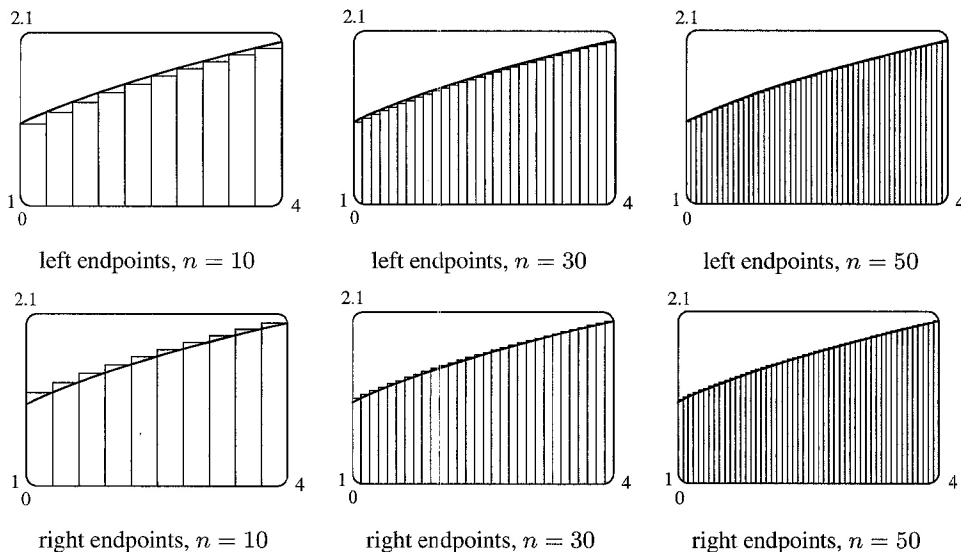 2.1 2.1 2.1
1 0 4 1 0 4 1 0 4
left endpoints, n = 10 left endpoints, n = 30 left endpoints, n = 50
2.1 2.1 2.1
1 0 4 1 0 4 1 0 4
right endpoints, n = 10 right endpoints, n = 30 right endpoints, n = 50